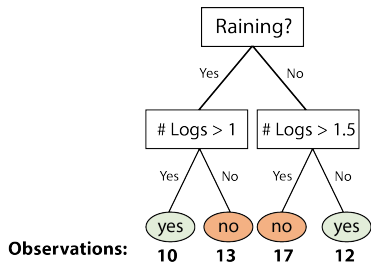 Raining?
Yes No
# Logs > 1 # Logs > 1.5
Yes No Yes No
yes no no yes
Observations: 10 13 17 12